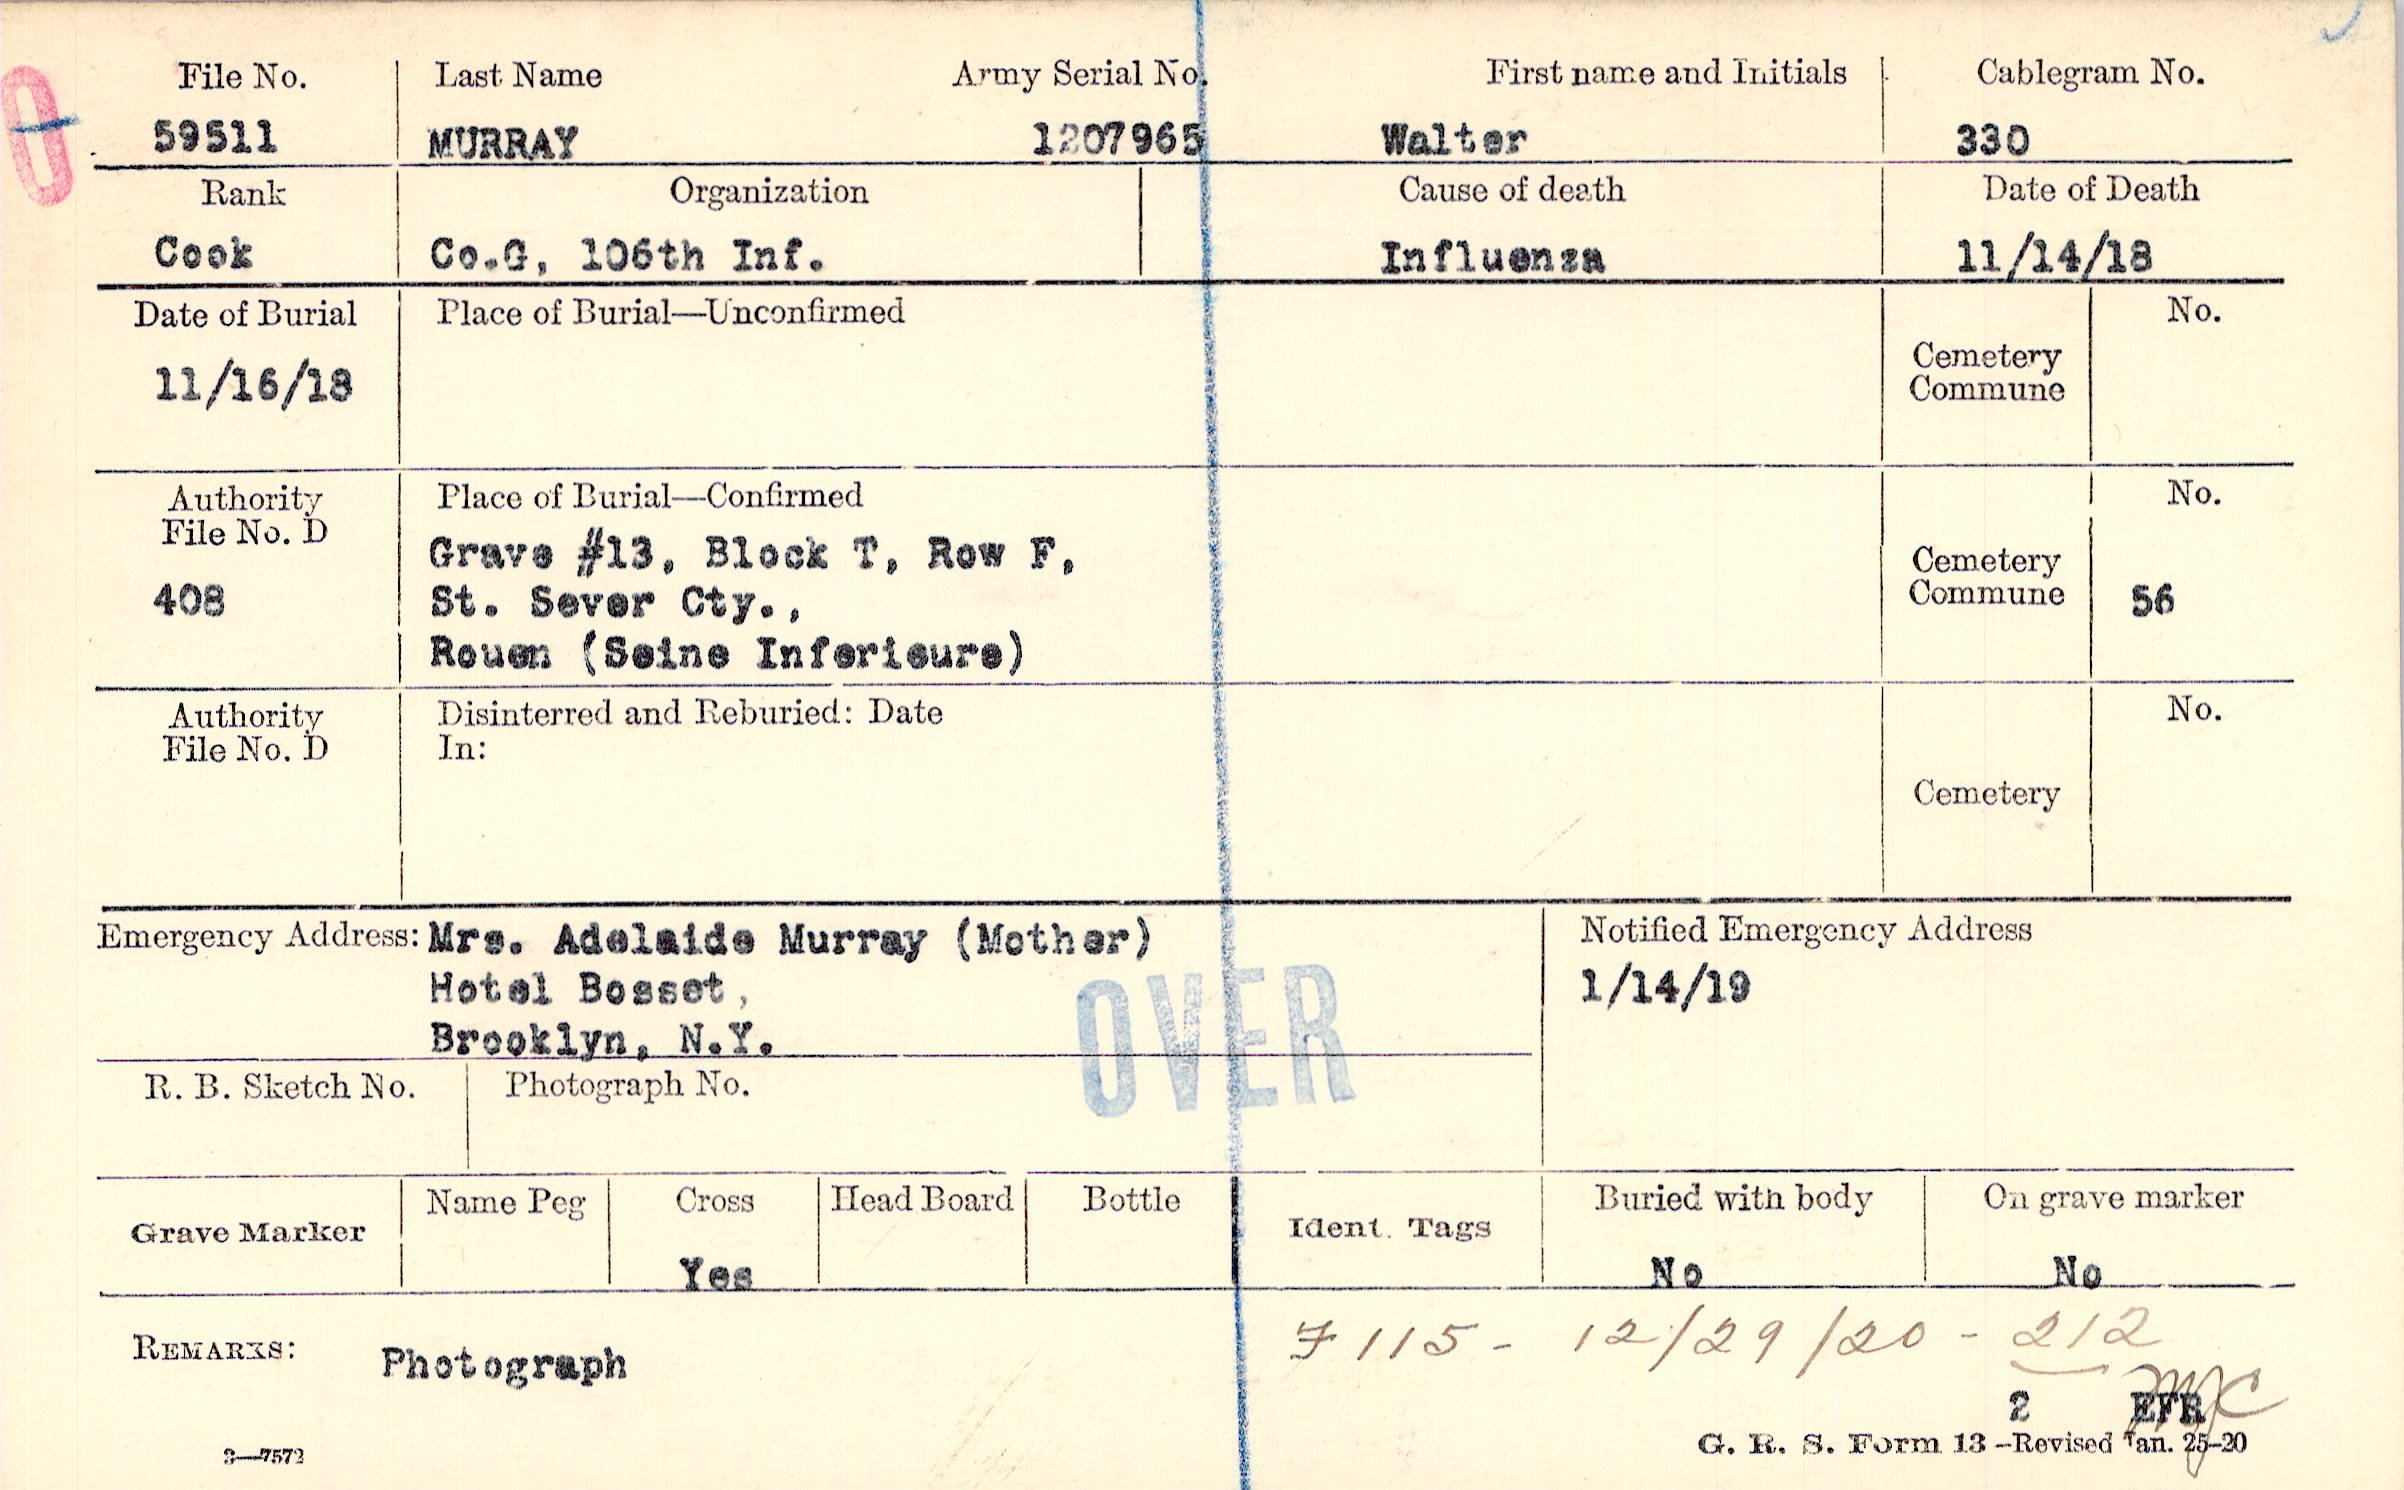 O
File No. Last Name Army Serial No. First name and Initials Cablegram No.
59511 MURRAY 1207965 Walter 330
Rank Organization Cause of death Date of Death
Cook Co.G, 106th Inf. Influenza 11/14/18
Date of Burial Place of Burial—Unconfirmed No.
11/16/18 Cemetery
Commune
Authority Place of Burial—Confirmed No.
File No. D
Grave #13, Block T, Row F, Cemetery
408 St. Sever Cty., Commune 56
Rouen (Seine Inferieure)
Authority Disinterred and Reburied: Date No.
File No. D In:
Cemetery
Emergency Address: Mrs. Adelaide Murray (Mother) Notified Emergency Address
Hotel Bosset, 1/14/19
Brooklyn, N.Y.
OVER
R. B. Sketch No. Photograph No.
Grave Marker Name Peg Cross Head Board Bottle Ident. Tags Buried with body On grave marker
Yes No No
7115 - 12/29/20 - 212
REMARKS: Photograph
2 EFR
3—7572 G. R. S. Form 13—Revised Jan. 25-20